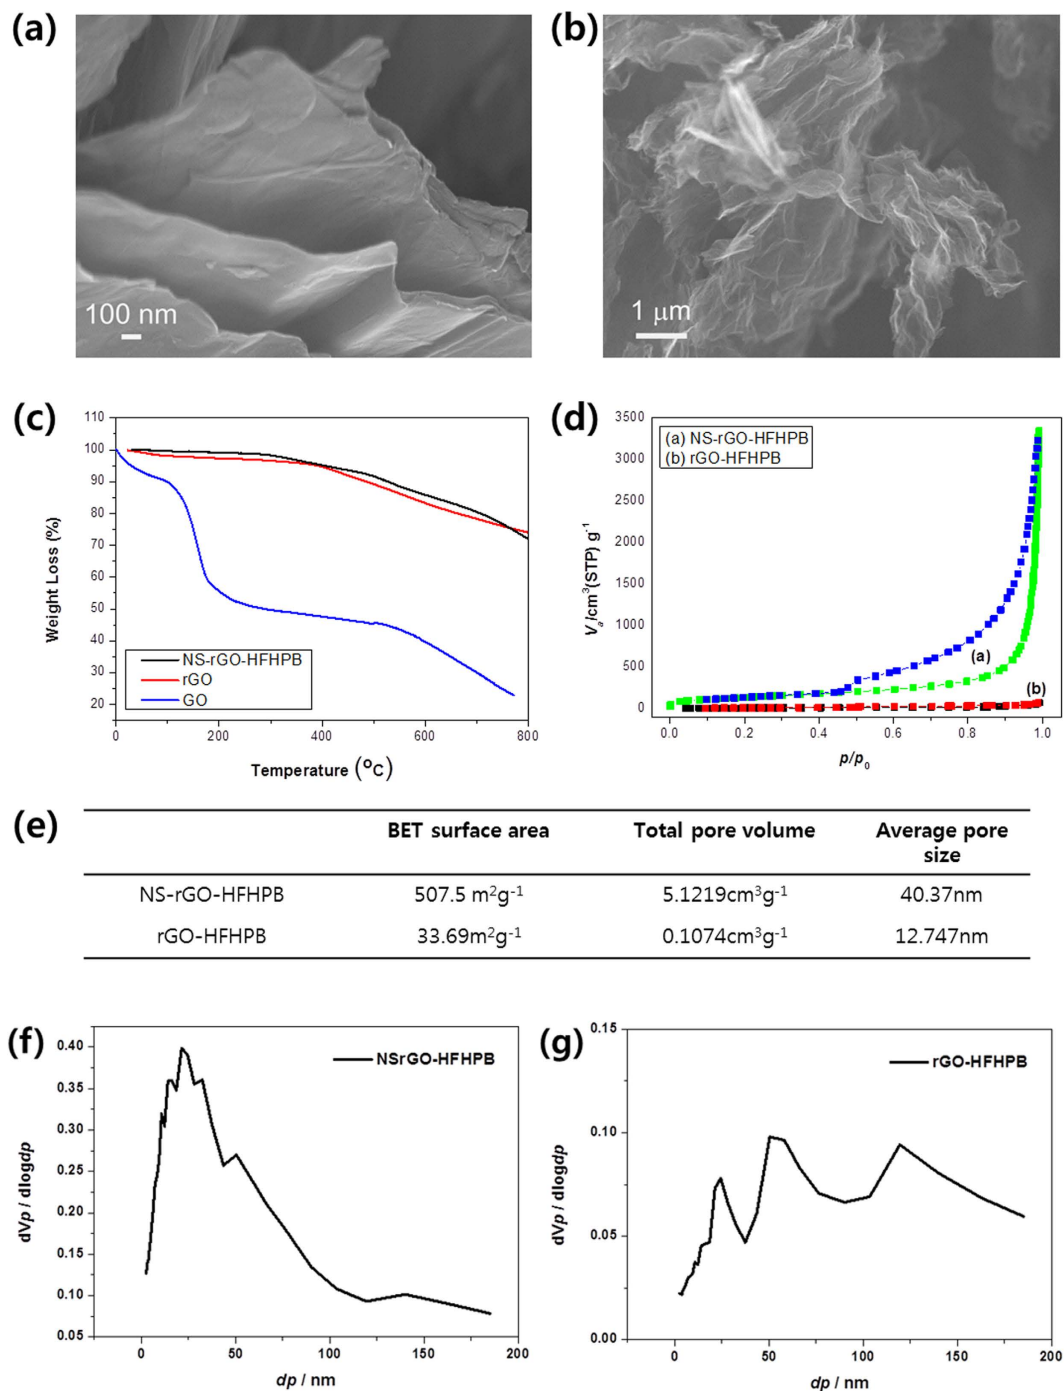 (a)
100 nm
(b)
1 μm
(c)
110
100
90
80
70
60
50
40
30
20
Weight Loss (%)
NS-rGO-HFHPB
rGO
GO
0
200
400
600
800
Temperature (°C)
(d)
3500
3000
2500
2000
1500
1000
500
0
Vₐ/cm³(STP) g⁻¹
(a) NS-rGO-HFHPB
(b) rGO-HFHPB
(a)
(b)
0.0
0.2
0.4
0.6
0.8
1.0
p/p₀
(e)
BET surface area Total pore volume Average pore
size
NS-rGO-HFHPB 507.5 m²g⁻¹ 5.1219cm³g⁻¹ 40.37nm
rGO-HFHPB 33.69m²g⁻¹ 0.1074cm³g⁻¹ 12.747nm
(f)
0.40
0.35
0.30
0.25
0.20
0.15
0.10
0.05
dVp / dlogdp
NSrGO-HFHPB
0
50
100
150
200
dp / nm
(g)
0.15
0.10
0.05
0.00
dVp / dlogdp
rGO-HFHPB
0
50
100
150
200
dp / nm